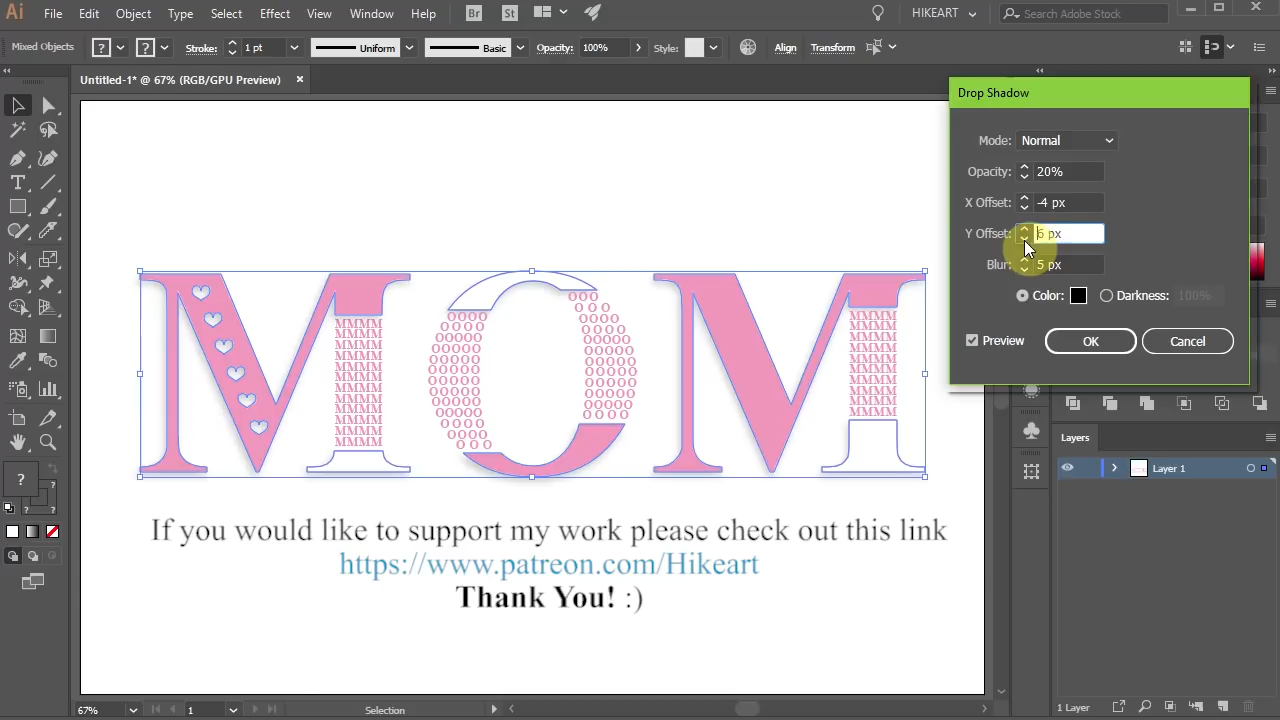 Ai File Edit Object Type Select Effect View Window Help Br St HIKEART Search Adobe Stock
Mixed Objects ? ? Stroke: 1 pt Uniform Basic Opacity: 100% Style: Align Transform
Untitled-1* @ 67% (RGB/GPU Preview)
Drop Shadow
Mode: Normal
Opacity: 20%
X Offset: -4 px
Y Offset: 6 px
Blur: 5 px
Color: Darkness: 100%
Preview OK Cancel
MOM
If you would like to support my work please check out this link
https://www.patreon.com/Hikeart
Thank You! :)
Layers
Layer 1
67% 1 Selection 1 Layer